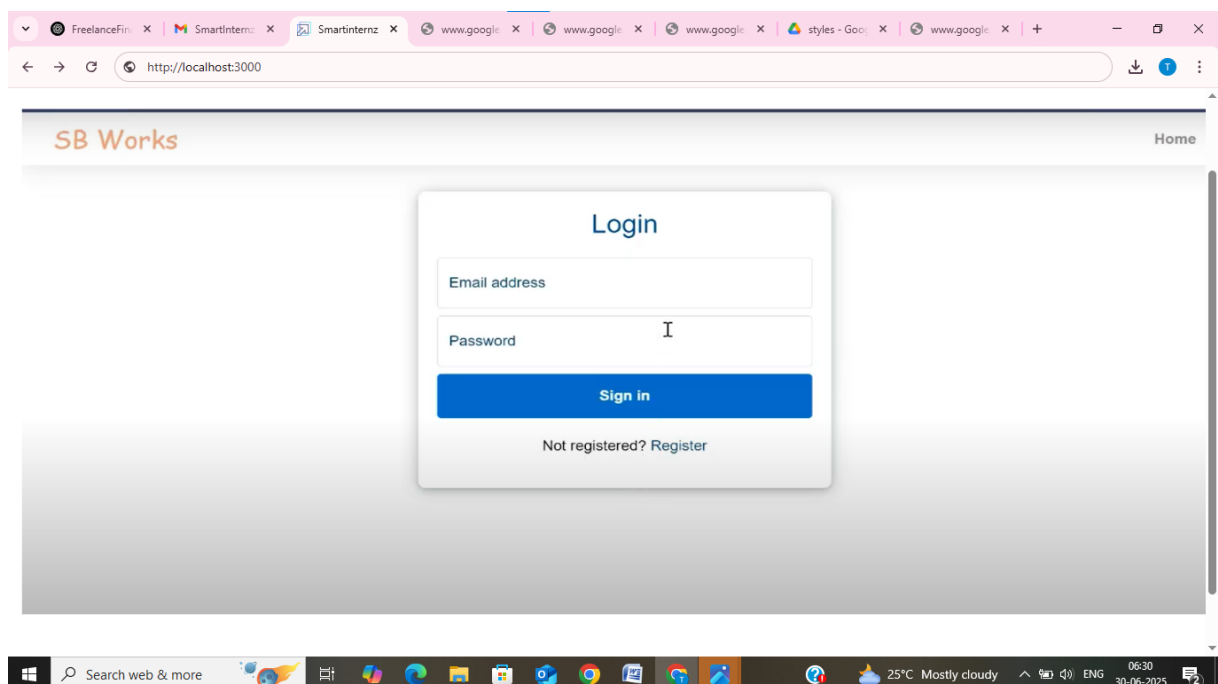 FreelanceFin
SmartInternz
Smartinternz
www.google
www.google
www.google
styles - Goo
www.google
http://localhost:3000
T
SB Works
Home
Login
Email address
Password
Sign in
Not registered? Register
Search web & more
25°C Mostly cloudy
ENG
06:30
30-06-2025
2